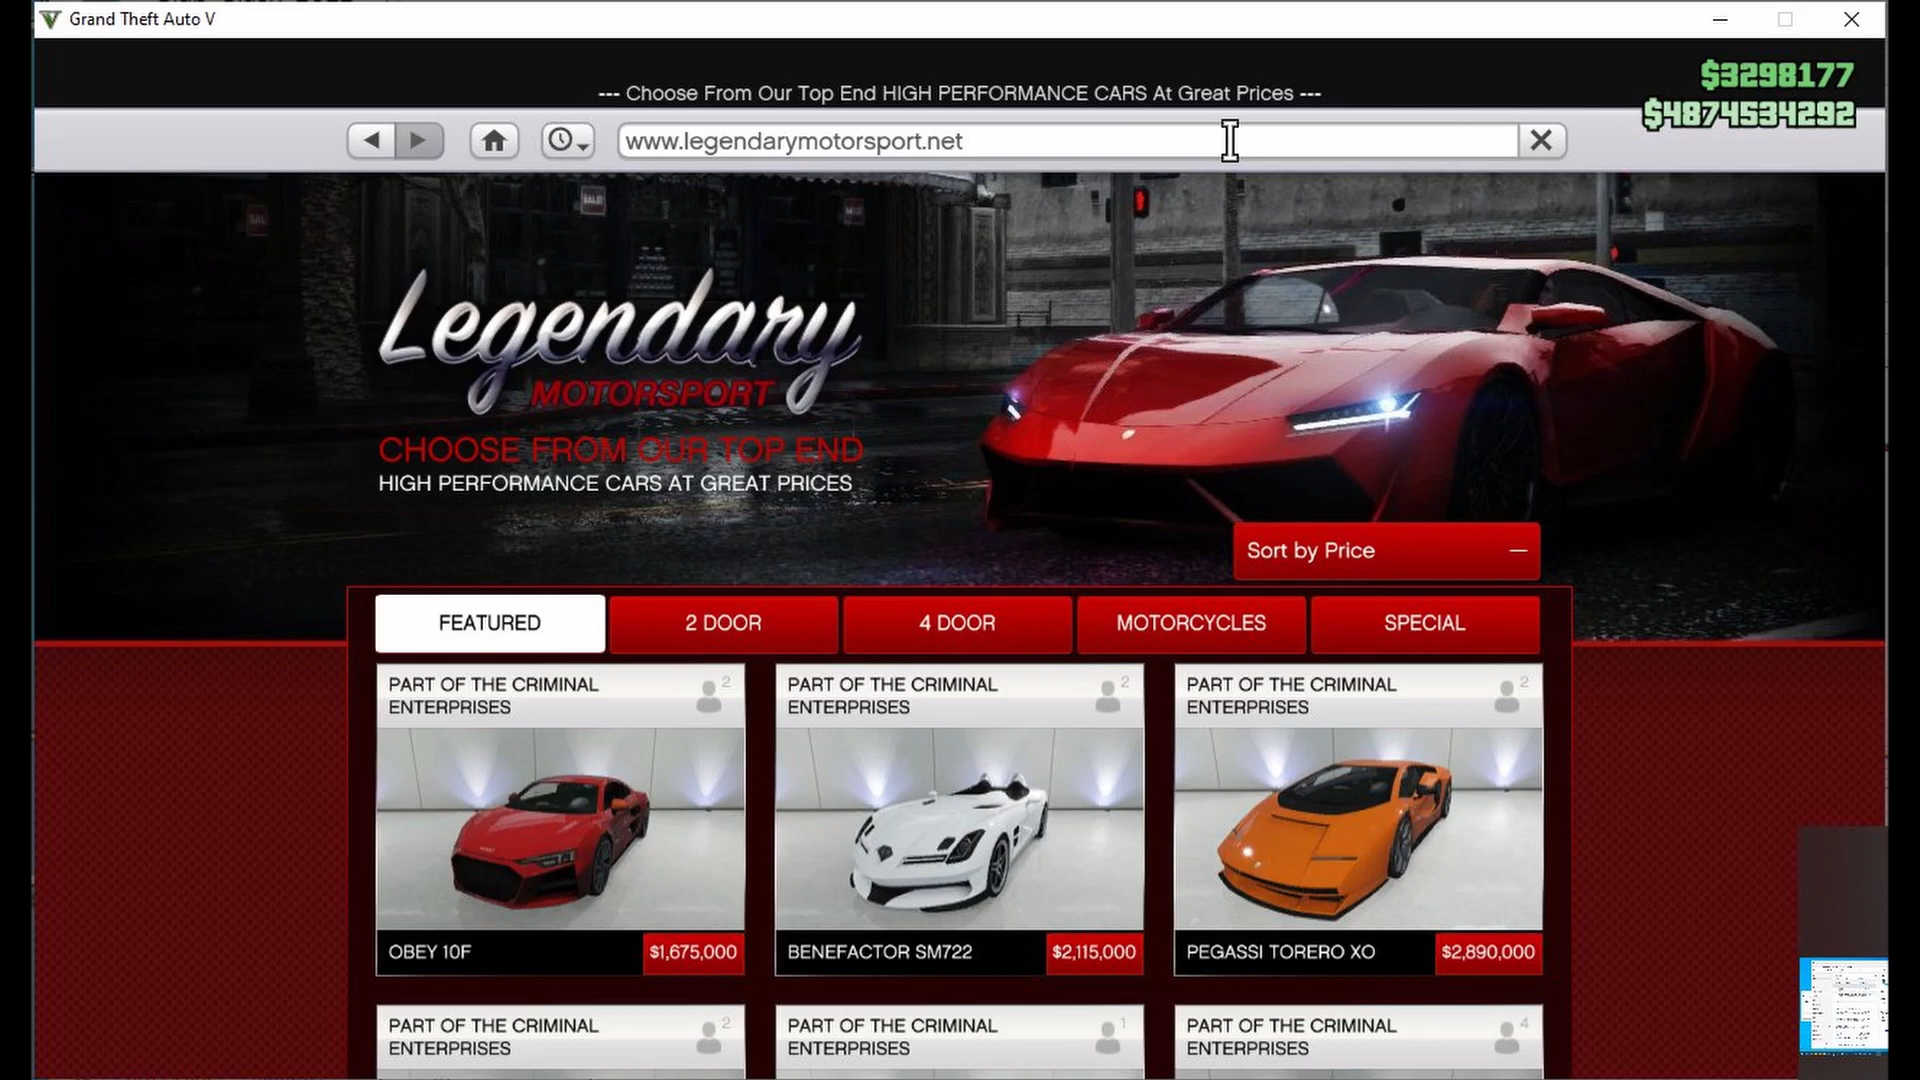 Grand Theft Auto V
$3298177
--- Choose From Our Top End HIGH PERFORMANCE CARS At Great Prices ---
$4874534292
www.legendarymotorsport.net
SALE
Legendary
MOTORSPORT
CHOOSE FROM OUR TOP END
HIGH PERFORMANCE CARS AT GREAT PRICES
Sort by Price
FEATURED
2 DOOR
4 DOOR
MOTORCYCLES
SPECIAL
PART OF THE CRIMINAL
ENTERPRISES
2
PART OF THE CRIMINAL
ENTERPRISES
2
PART OF THE CRIMINAL
ENTERPRISES
2
OBEY 10F
$1,675,000
BENEFACTOR SM722
$2,115,000
PEGASSI TORERO XO
$2,890,000
PART OF THE CRIMINAL
ENTERPRISES
2
PART OF THE CRIMINAL
ENTERPRISES
1
PART OF THE CRIMINAL
ENTERPRISES
4